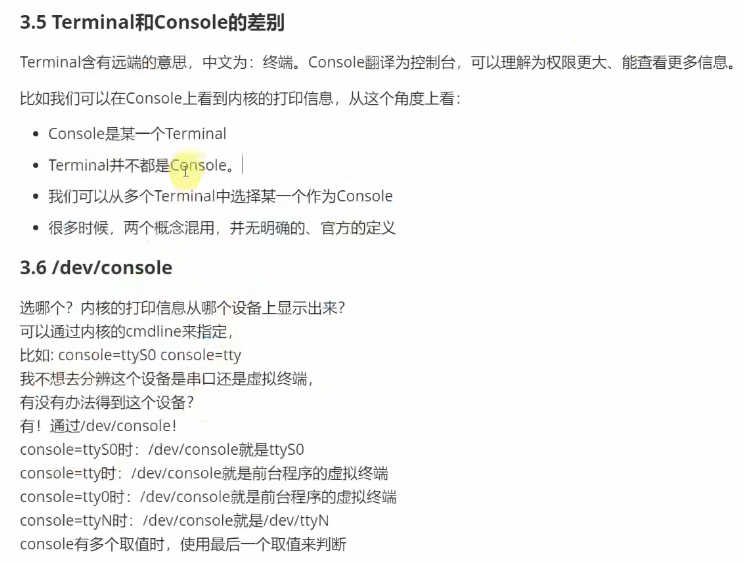 3.5 Terminal和Console的差别
Terminal含有远端的意思，中文为：终端。Console翻译为控制台，可以理解为权限更大、能查看更多信息。
比如我们可以在Console上看到内核的打印信息，从这个角度上看：
• Console是某一个Terminal
• Terminal并不都是Console。
• 我们可以从多个Terminal中选择某一个作为Console
• 很多时候，两个概念混用，并无明确的、官方的定义
3.6 /dev/console
选哪个？内核的打印信息从哪个设备上显示出来？
可以通过内核的cmdline来指定，
比如: console=ttyS0 console=tty
我不想去分辨这个设备是串口还是虚拟终端，
有没有办法得到这个设备？
有！通过/dev/console！
console=ttyS0时：/dev/console就是ttyS0
console=tty时：/dev/console就是前台程序的虚拟终端
console=tty0时：/dev/console就是前台程序的虚拟终端
console=ttyN时：/dev/console就是/dev/ttyN
console有多个取值时，使用最后一个取值来判断